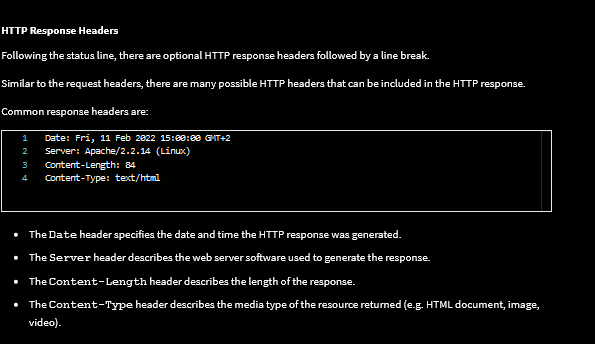 HTTP Response Headers
Following the status line, there are optional HTTP response headers followed by a line break.
Similar to the request headers, there are many possible HTTP headers that can be included in the HTTP response.
Common response headers are:
1 Date: Fri, 11 Feb 2022 15:00:00 GMT+2
2 Server: Apache/2.2.14 (Linux)
3 Content-Length: 84
4 Content-Type: text/html
• The Date header specifies the date and time the HTTP response was generated.
• The Server header describes the web server software used to generate the response.
• The Content-Length header describes the length of the response.
• The Content-Type header describes the media type of the resource returned (e.g. HTML document, image,
video).